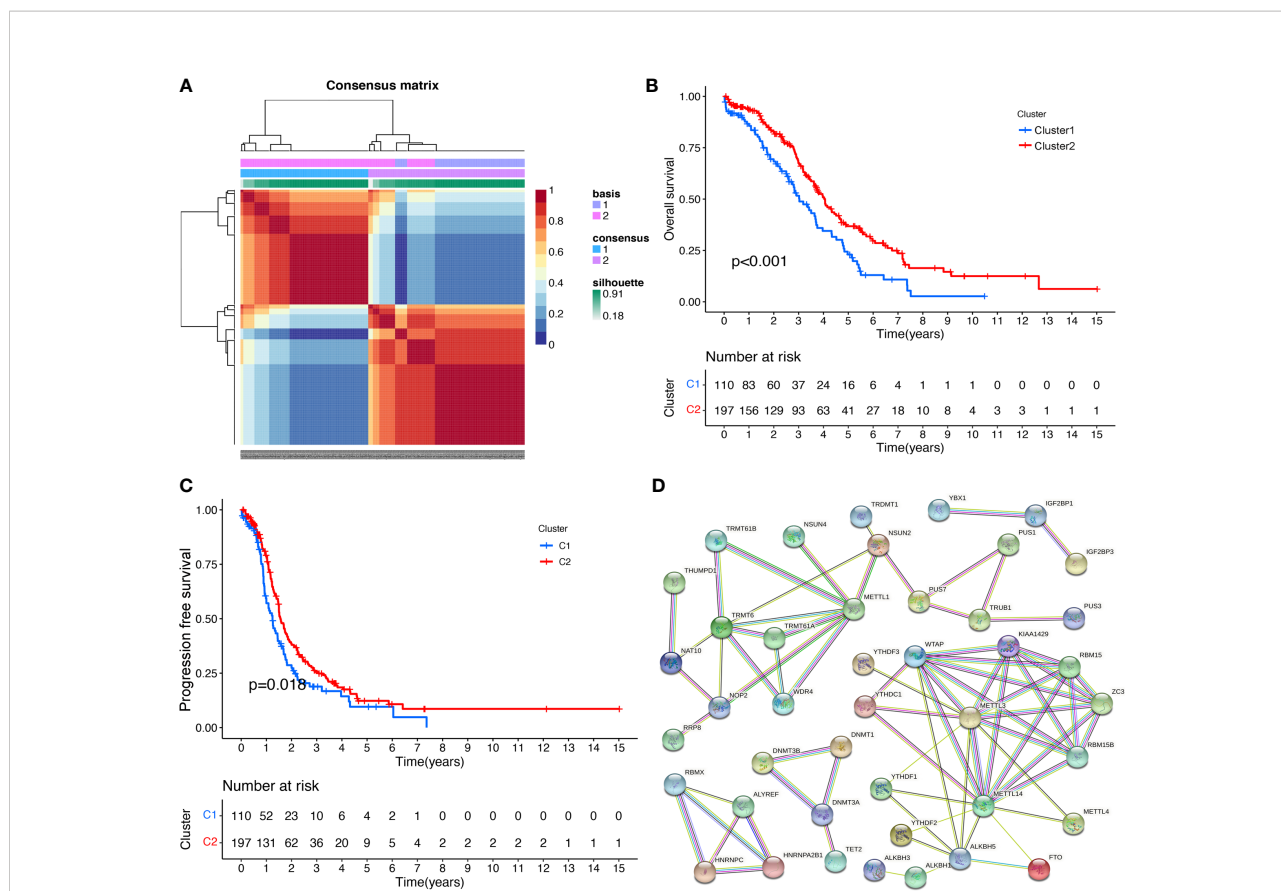 A
Consensus matrix
basis
1
2
consensus
1
2
silhouette
0.91
0.18
1
0.8
0.6
0.4
0.2
0
B
Overall survival
1.00
0.75
0.50
0.25
0.00
p<0.001
Cluster
Cluster1
Cluster2
0 1 2 3 4 5 6 7 8 9 10 11 12 13 14 15
Time(years)
Number at risk
Cluster
C1 110 83 60 37 24 16 6 4 1 1 1 0 0 0 0 0
C2 197 156 129 93 63 41 27 18 10 8 4 3 3 1 1 1
0 1 2 3 4 5 6 7 8 9 10 11 12 13 14 15
Time(years)
C
Progression free survival
1.00
0.75
0.50
0.25
0.00
p=0.018
Cluster
C1
C2
0 1 2 3 4 5 6 7 8 9 10 11 12 13 14 15
Time(years)
Number at risk
Cluster
C1 110 52 23 10 6 4 2 1 0 0 0 0 0 0 0 0
C2 197 131 62 36 20 9 5 4 2 2 2 2 2 1 1 1
0 1 2 3 4 5 6 7 8 9 10 11 12 13 14 15
Time(years)
D
TRDMT1
YBX1
IGF2BP1
TRMT61B
NSUN4
NSUN2
PUS1
IGF2BP3
THUMPD1
METTL1
PUS7
TRMT6
TRUB1
PUS3
TRMT61A
NAT10
WTAP
KIAA1429
YTHDF3
RBM15
NOP2
WDR4
YTHDC1
METTL3
ZC3
RRP8
DNMT3B
DNMT1
RBM15B
RBMX
ALYREF
DNMT3A
YTHDF1
METTL14
METTL4
YTHDF2
HNRNPC
HNRNPA2B1
TET2
ALKBH3
ALKBH1
ALKBH5
FTO